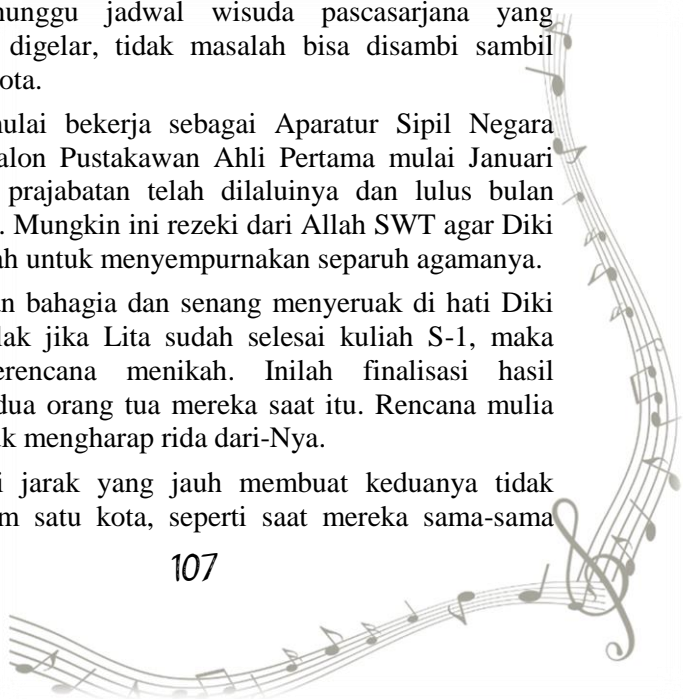 nunggu jadwal wisuda pascasarjana yang
digelar, tidak masalah bisa disambi sambil
ota.
nulai bekerja sebagai Aparatur Sipil Negara
alon Pustakawan Ahli Pertama mulai Januari
prajabatan telah dilaluinya dan lulus bulan
. Mungkin ini rezeki dari Allah SWT agar Diki
ah untuk menyempurnakan separuh agamanya.
an bahagia dan senang menyeruak di hati Diki
lak jika Lita sudah selesai kuliah S-1, maka
erencana menikah. Inilah finalisasi hasil
dua orang tua mereka saat itu. Rencana mulia
uk mengharap rida dari-Nya.
i jarak yang jauh membuat keduanya tidak
m satu kota, seperti saat mereka sama-sama
107